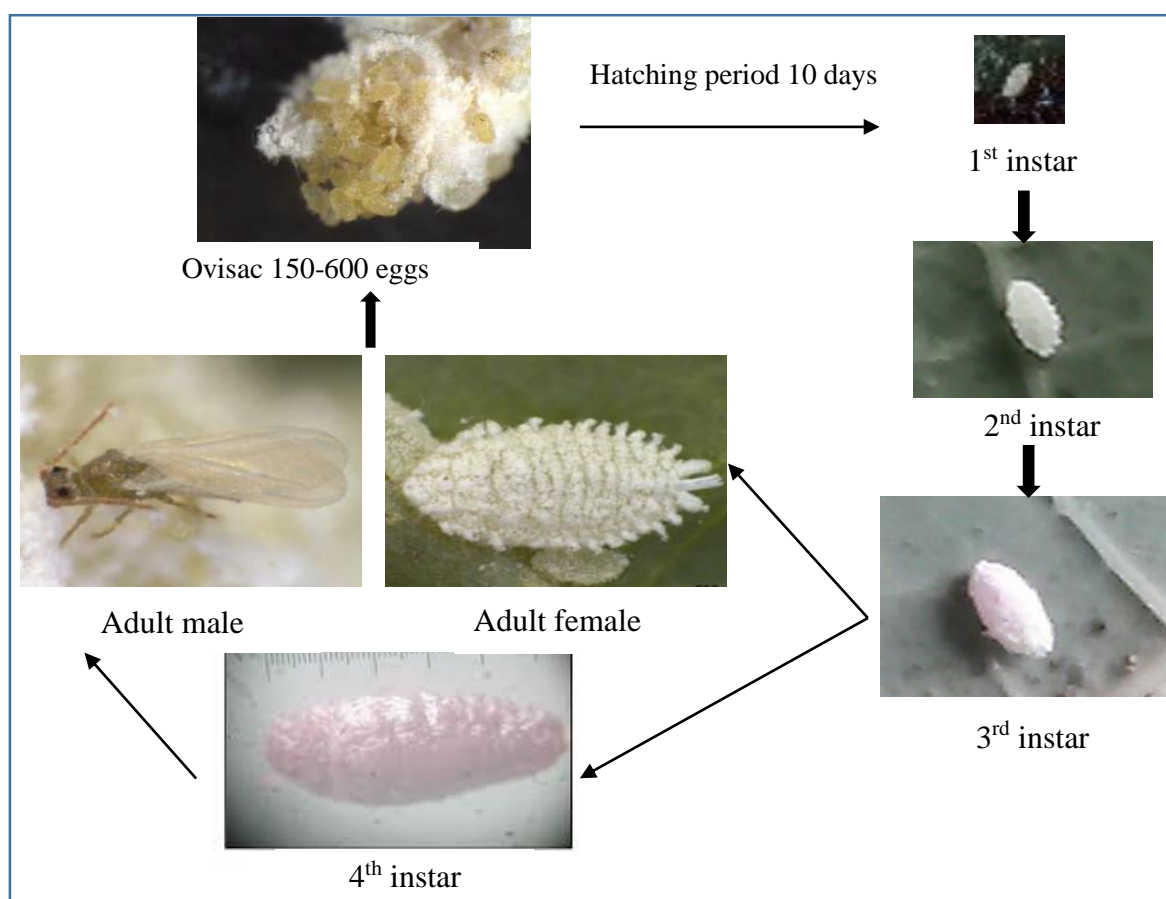 Hatching period 10 days
1st instar
Ovisac 150-600 eggs
2nd instar
Adult male
Adult female
3rd instar
4th instar